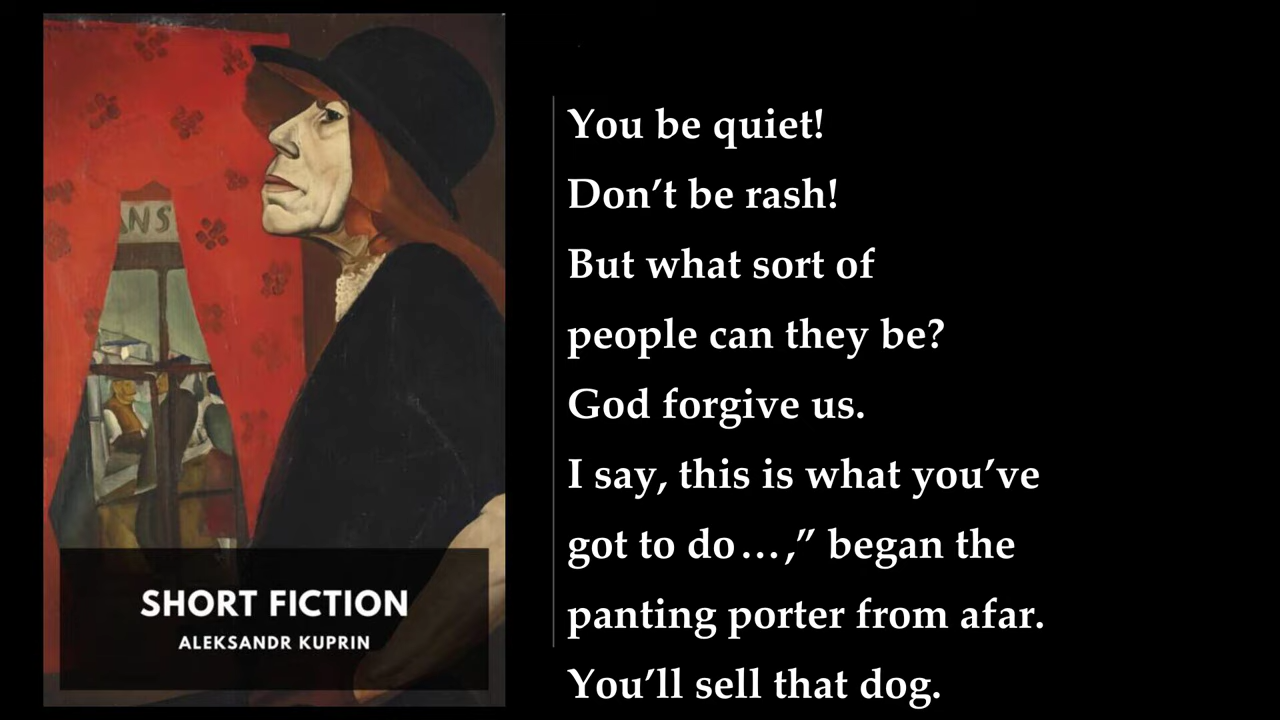 ANS
SHORT FICTION
ALEKSANDR KUPRIN
You be quiet!
Don’t be rash!
But what sort of
people can they be?
God forgive us.
I say, this is what you’ve
got to do…,” began the
panting porter from afar.
You’ll sell that dog.